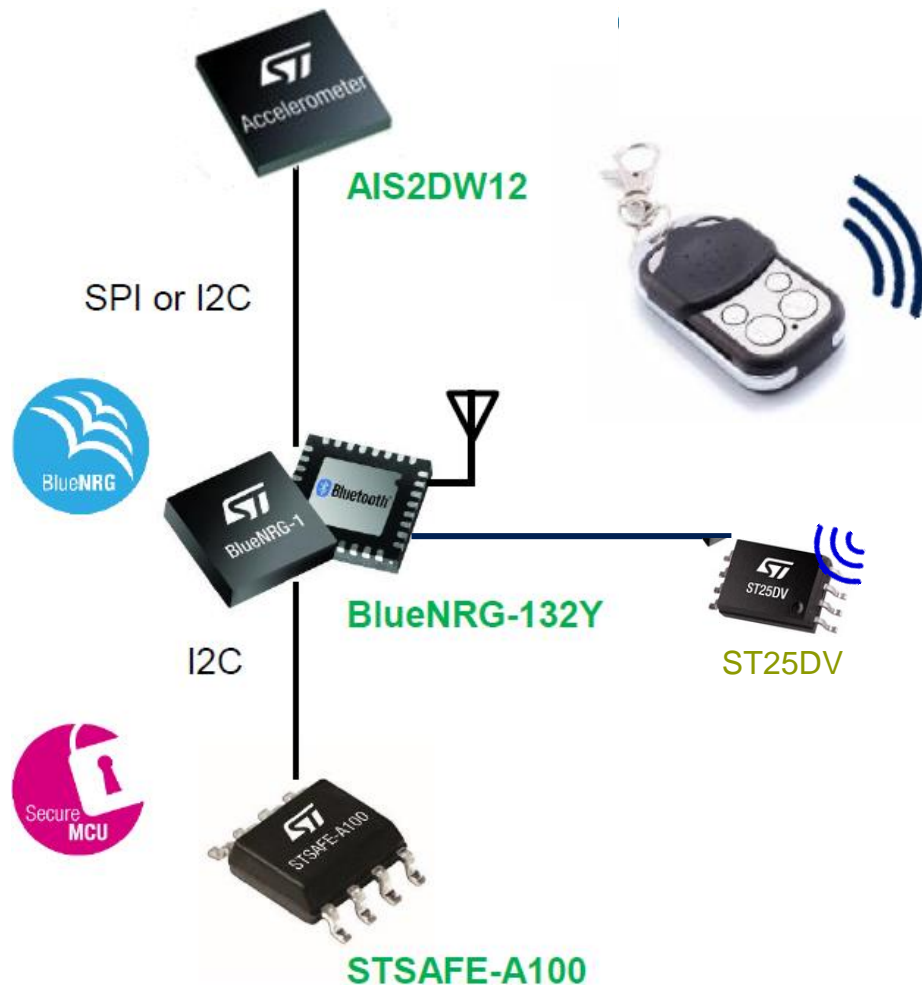 ST
Accelerometer
AIS2DW12
SPI or I2C
BlueNRG
Bluetooth
ST
BlueNRG-1
ST
ST25DV
BlueNRG-132Y
ST25DV
I2C
Secure
MCU
ST
STSAFE-A100
STSAFE-A100